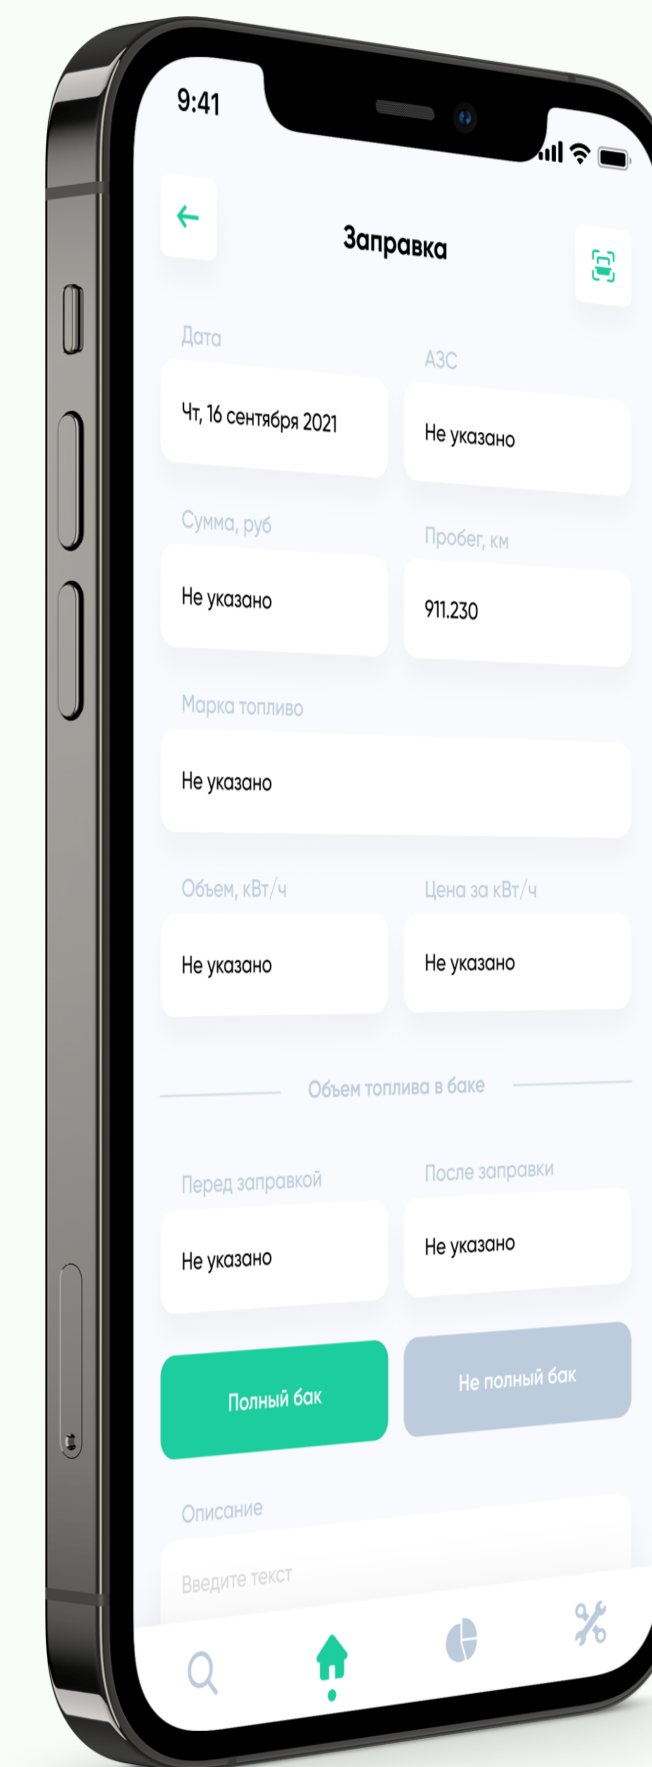 9:41
Заправка
Дата
АЗС
Чт, 16 сентября 2021
Не указано
Сумма, руб
Пробег, км
Не указано
911.230
Марка топливо
Не указано
Объем, кВт/ч
Цена за кВт/ч
Не указано
Не указано
Объем топлива в баке
Перед заправкой
После заправки
Не указано
Не указано
Полный бак
Не полный бак
Описание
Введите текст